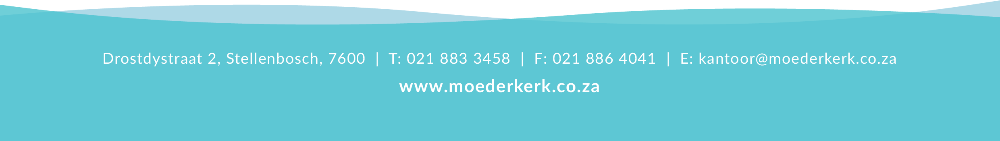 Drostdystraat 2, Stellenbosch, 7600 | T: 021 883 3458 | F: 021 886 4041 | E: kantoor@moederkerk.co.za
www.moederkerk.co.za